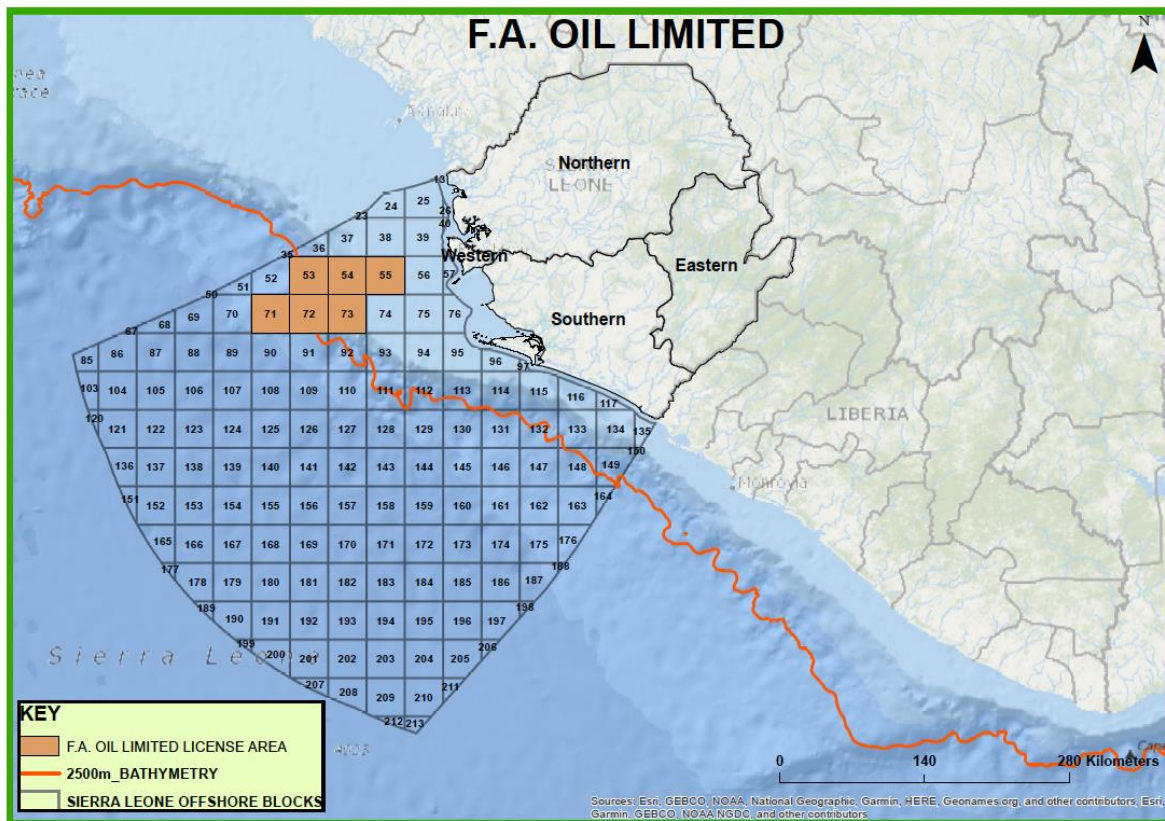 F.A. OIL LIMITED
N
Northern
LEONE
13
24 25
23 26
37 38 39 40
36
Western
35
52 53 54 55 56 57
Eastern
51
50
68 69 70 71 72 73 74 75 76
Southern
67
85 86 87 88 89 90 91 92 93 94 95 96 97
103 104 105 106 107 108 109 110 111 112 113 114 115 116 117
LIBERIA
120 121 122 123 124 125 126 127 128 129 130 131 132 133 134 135
150
136 137 138 139 140 141 142 143 144 145 146 147 148 149
Monrovia
151 152 153 154 155 156 157 158 159 160 161 162 163 164
165 166 167 168 169 170 171 172 173 174 175 176
177 178 179 180 181 182 183 184 185 186 187 188
189 190 191 192 193 194 195 196 197 198
199 200 201 202 203 204 205 206
Sierra Leone
207 208 209 210 211
212 213
KEY
F.A. OIL LIMITED LICENSE AREA
2500m_BATHYMETRY
SIERRA LEONE OFFSHORE BLOCKS
0 140 280 Kilometers
Sources: Esri, GEBCO, NOAA, National Geographic, Garmin, HERE, Geonames.org, and other contributors, Esri,
Garmin, GEBCO, NOAA NGDC, and other contributors